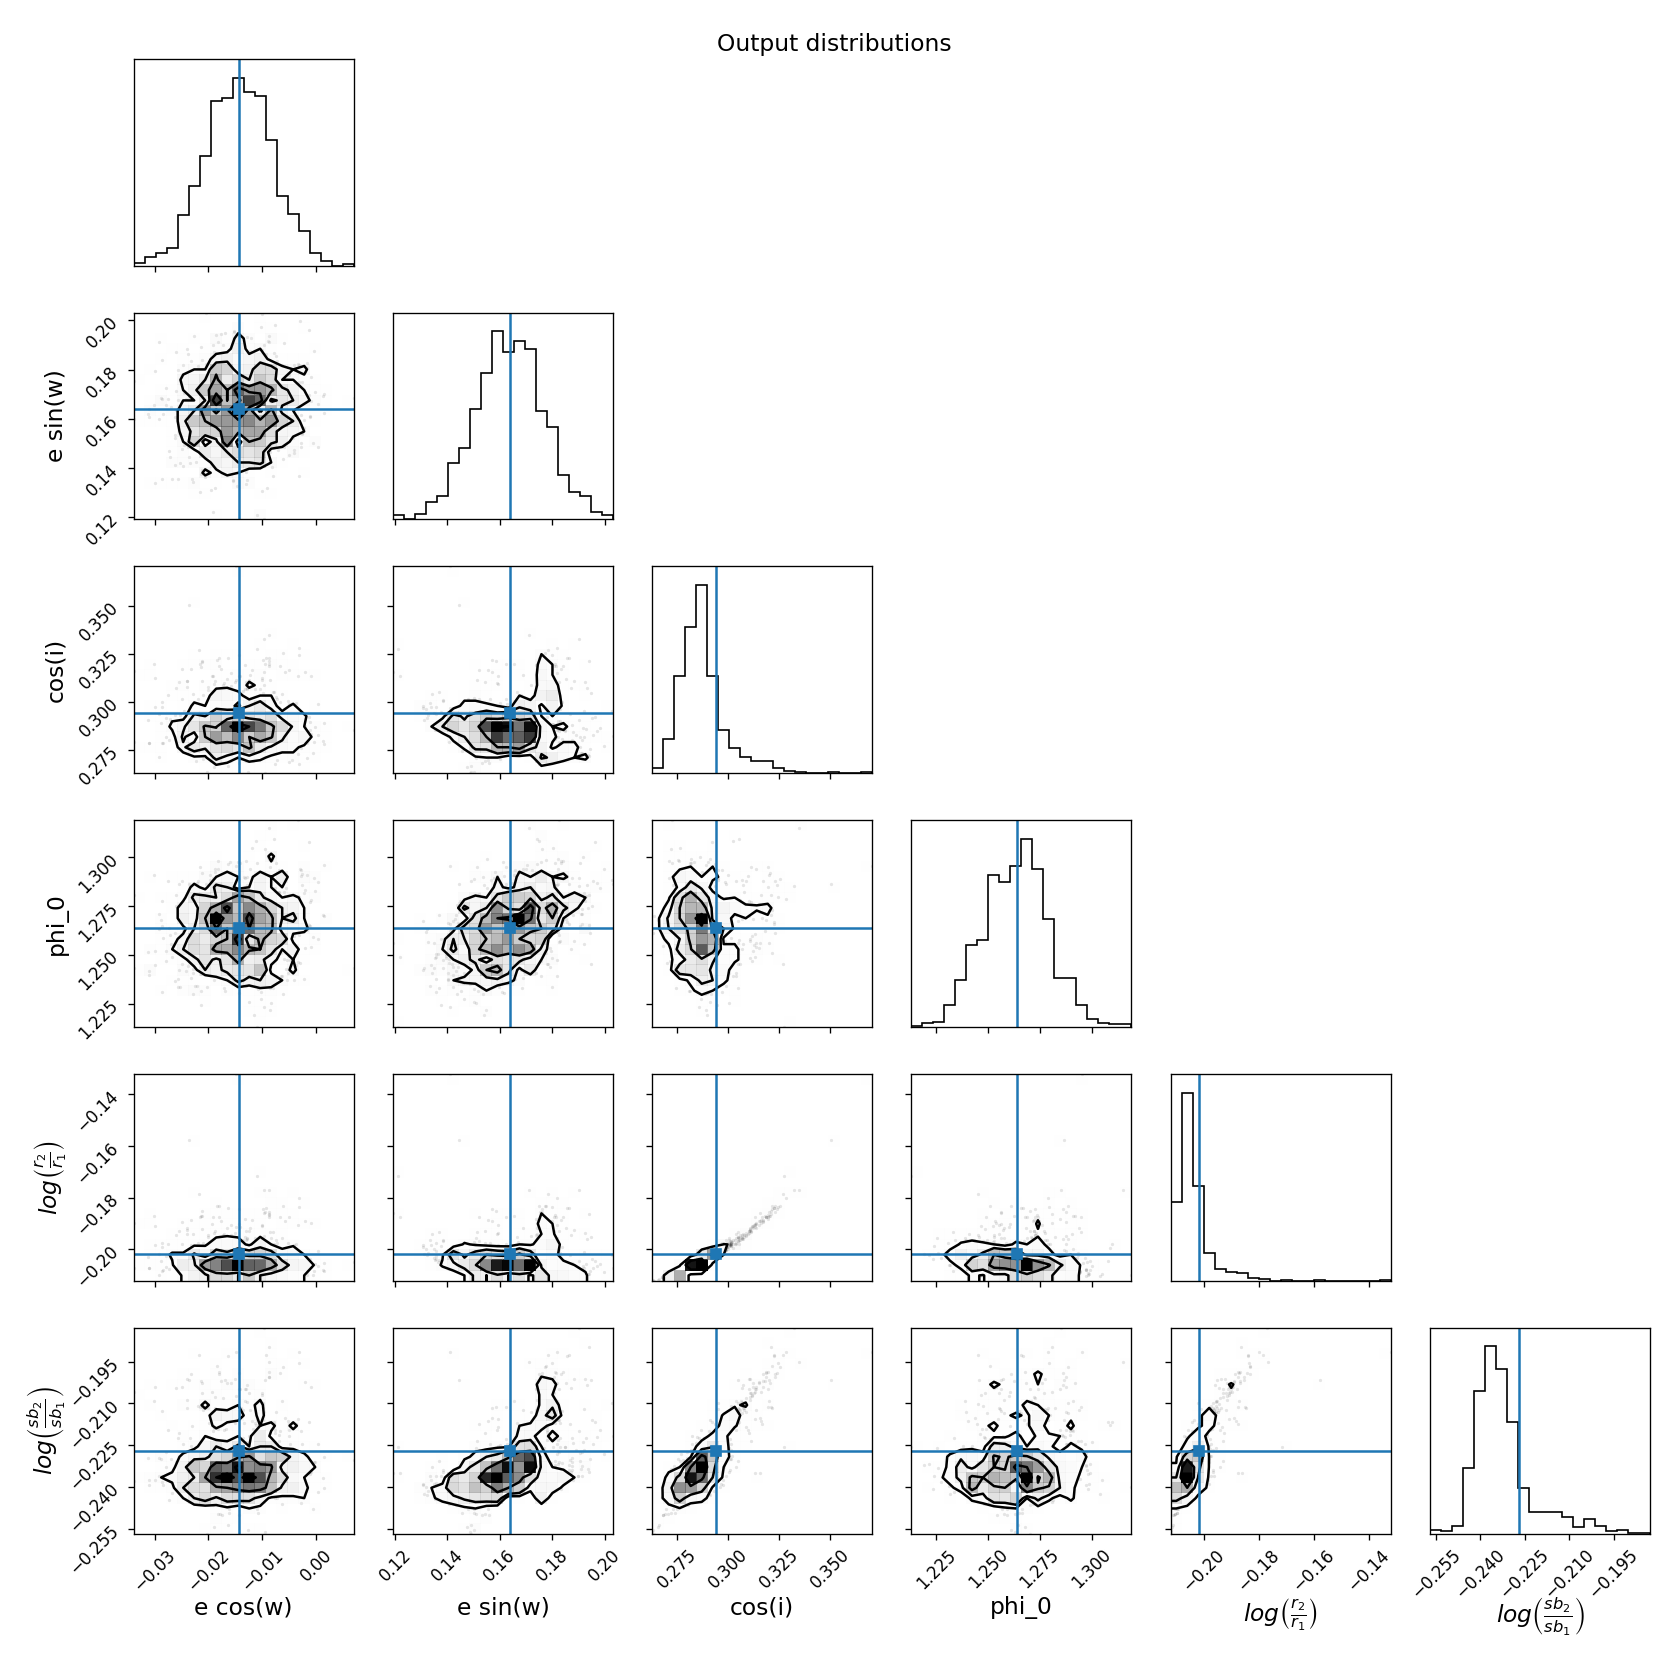 Output distributions
e sin(w)
0.20
0.18
0.16
0.14
0.12
cos(i)
0.350
0.325
0.300
0.275
phi_0
1.300
1.275
1.250
1.225
log(r₂/r₁)
−0.14
−0.16
−0.18
−0.20
log(sb₂/sb₁)
−0.195
−0.210
−0.225
−0.240
−0.255
−0.03 −0.02 −0.01 0.00
0.12 0.14 0.16 0.18 0.20
0.275 0.300 0.325 0.350
1.225 1.250 1.275 1.300
−0.20 −0.18 −0.16 −0.14
−0.255 −0.240 −0.225 −0.210 −0.195
e cos(w) e sin(w) cos(i) phi_0 log(r₂/r₁) log(sb₂/sb₁)